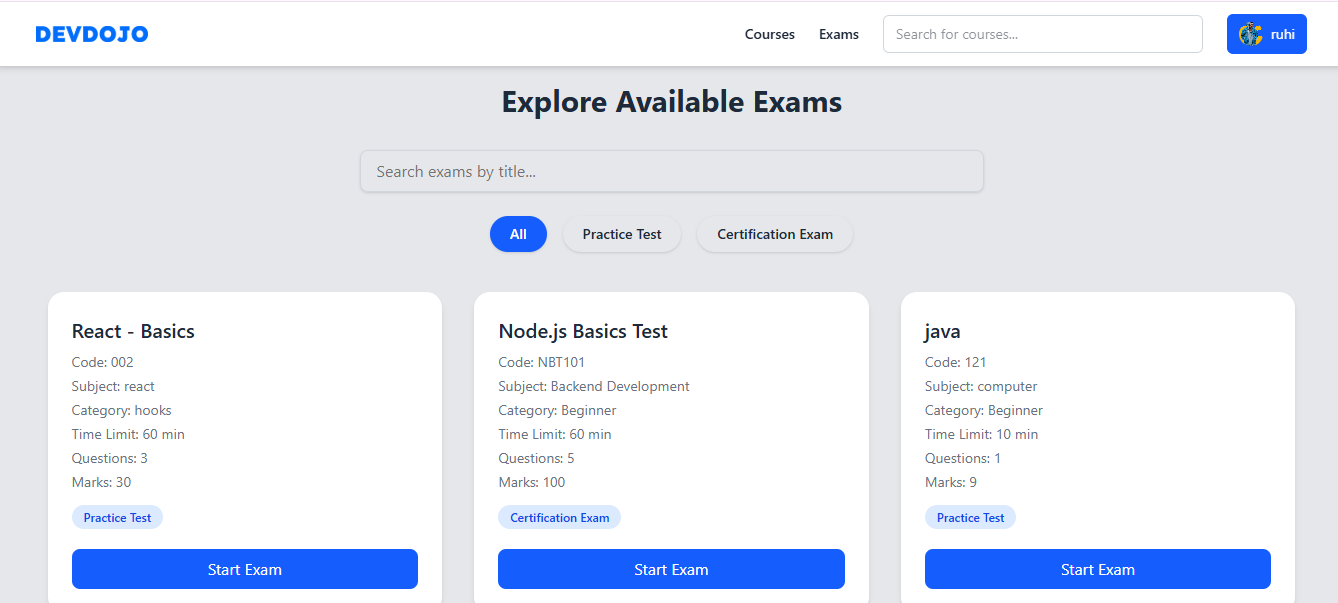 DEVDOJO
Courses
Exams
Search for courses...
ruhi
Explore Available Exams
Search exams by title...
All
Practice Test
Certification Exam
React - Basics
Code: 002
Subject: react
Category: hooks
Time Limit: 60 min
Questions: 3
Marks: 30
Practice Test
Start Exam
Node.js Basics Test
Code: NBT101
Subject: Backend Development
Category: Beginner
Time Limit: 60 min
Questions: 5
Marks: 100
Certification Exam
Start Exam
java
Code: 121
Subject: computer
Category: Beginner
Time Limit: 10 min
Questions: 1
Marks: 9
Practice Test
Start Exam